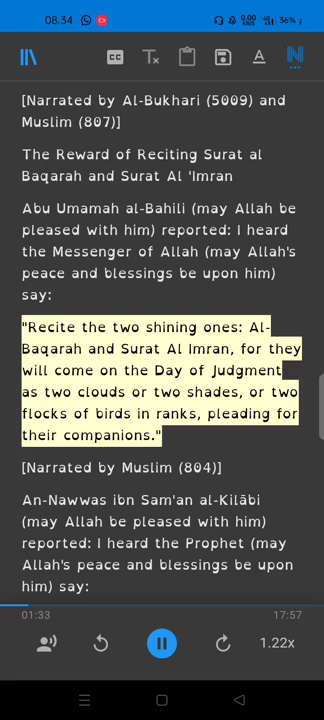 08.34
0.00
KB/S
4G
36%
CC
[Narrated by Al-Bukhari (5009) and
Muslim (807)]
The Reward of Reciting Surat al
Baqarah and Surat Al 'Imran
Abu Umamah al-Bahili (may Allah be
pleased with him) reported: I heard
the Messenger of Allah (may Allah's
peace and blessings be upon him)
say:
"Recite the two shining ones: Al-
Baqarah and Surat Al Imran, for they
will come on the Day of Judgment
as two clouds or two shades, or two
flocks of birds in ranks, pleading for
their companions."
[Narrated by Muslim (804)]
An-Nawwas ibn Sam'an al-Kilābi
(may Allah be pleased with him)
reported: I heard the Prophet (may
Allah's peace and blessings be upon
him) say:
01:33
17:57
1.22x